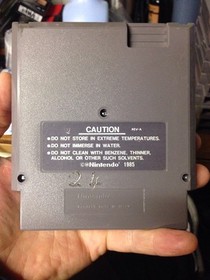 CAUTION
REV-A
•DO NOT STORE IN EXTREME TEMPERATURES.
•DO NOT IMMERSE IN WATER.
•DO NOT CLEAN WITH BENZENE, THINNER,
ALCOHOL OR OTHER SUCH SOLVENTS.
©®Nintendo 1985